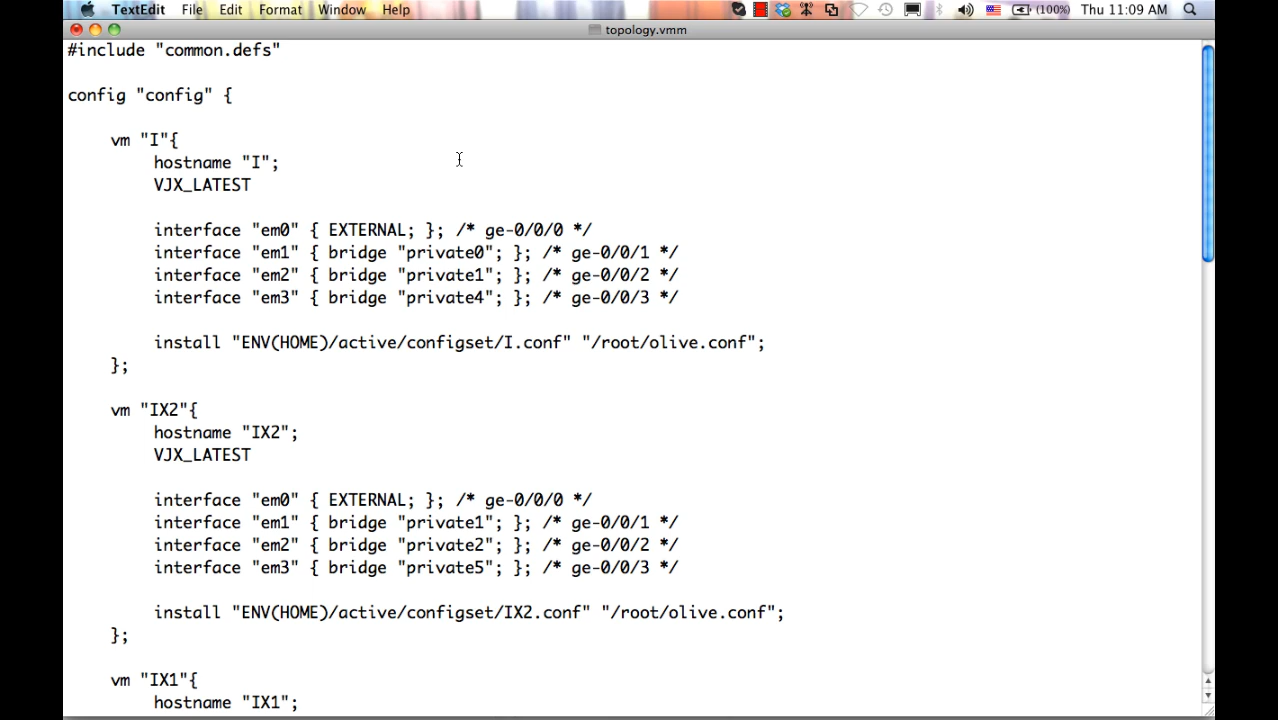 TextEdit File Edit Format Window Help (100%) Thu 11:09 AM
topology.vmm
#include "common.defs"
config "config" {
vm "I"{
hostname "I";
VJX_LATEST
interface "em0" { EXTERNAL; }; /* ge-0/0/0 */
interface "em1" { bridge "private0"; }; /* ge-0/0/1 */
interface "em2" { bridge "private1"; }; /* ge-0/0/2 */
interface "em3" { bridge "private4"; }; /* ge-0/0/3 */
install "ENV(HOME)/active/configset/I.conf" "/root/olive.conf";
};
vm "IX2"{
hostname "IX2";
VJX_LATEST
interface "em0" { EXTERNAL; }; /* ge-0/0/0 */
interface "em1" { bridge "private1"; }; /* ge-0/0/1 */
interface "em2" { bridge "private2"; }; /* ge-0/0/2 */
interface "em3" { bridge "private5"; }; /* ge-0/0/3 */
install "ENV(HOME)/active/configset/IX2.conf" "/root/olive.conf";
};
vm "IX1"{
hostname "IX1";